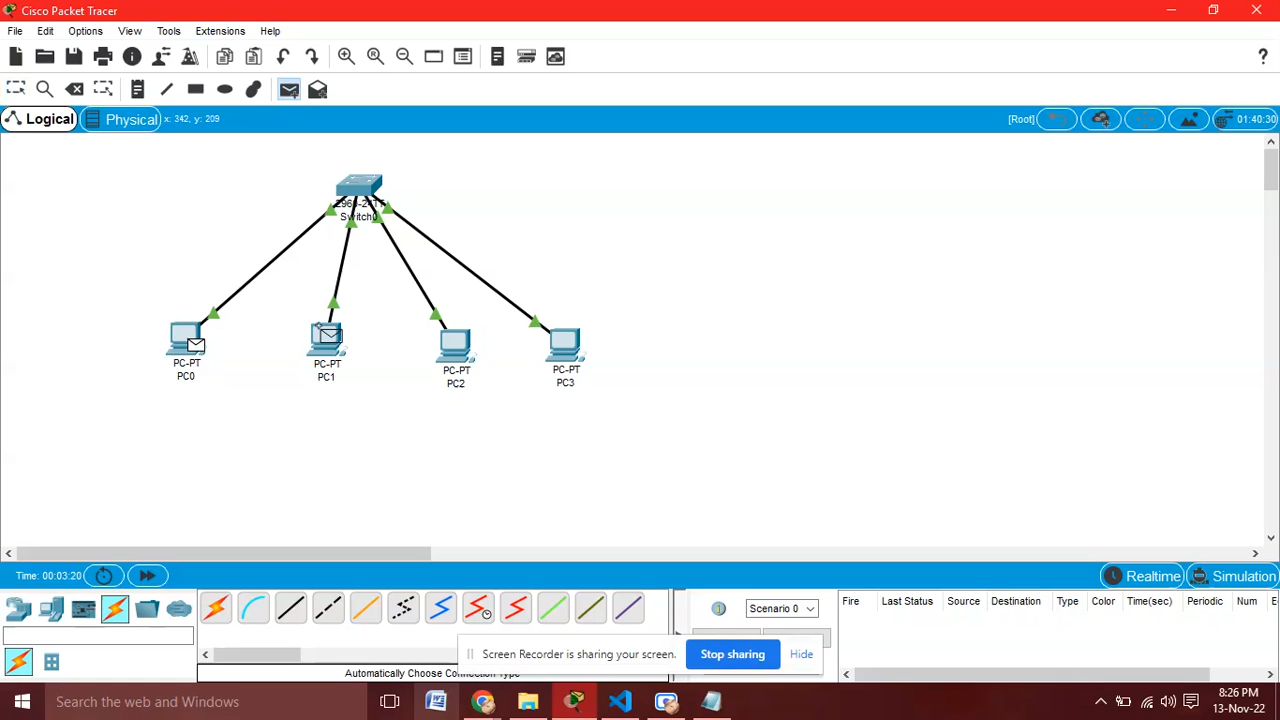 Cisco Packet Tracer
File Edit Options View Tools Extensions Help
Logical Physical x: 342, y: 209 [Root] 01:40:30
2960-24TT
Switch0
PC-PT
PC0
PC-PT
PC1
PC-PT
PC2
PC-PT
PC3
Time: 00:03:20 Realtime Simulation
Scenario 0
Fire Last Status Source Destination Type Color Time(sec) Periodic Num E
Screen Recorder is sharing your screen. Stop sharing Hide
Automatically Choose Connection Type
Search the web and Windows
8:26 PM
13-Nov-22